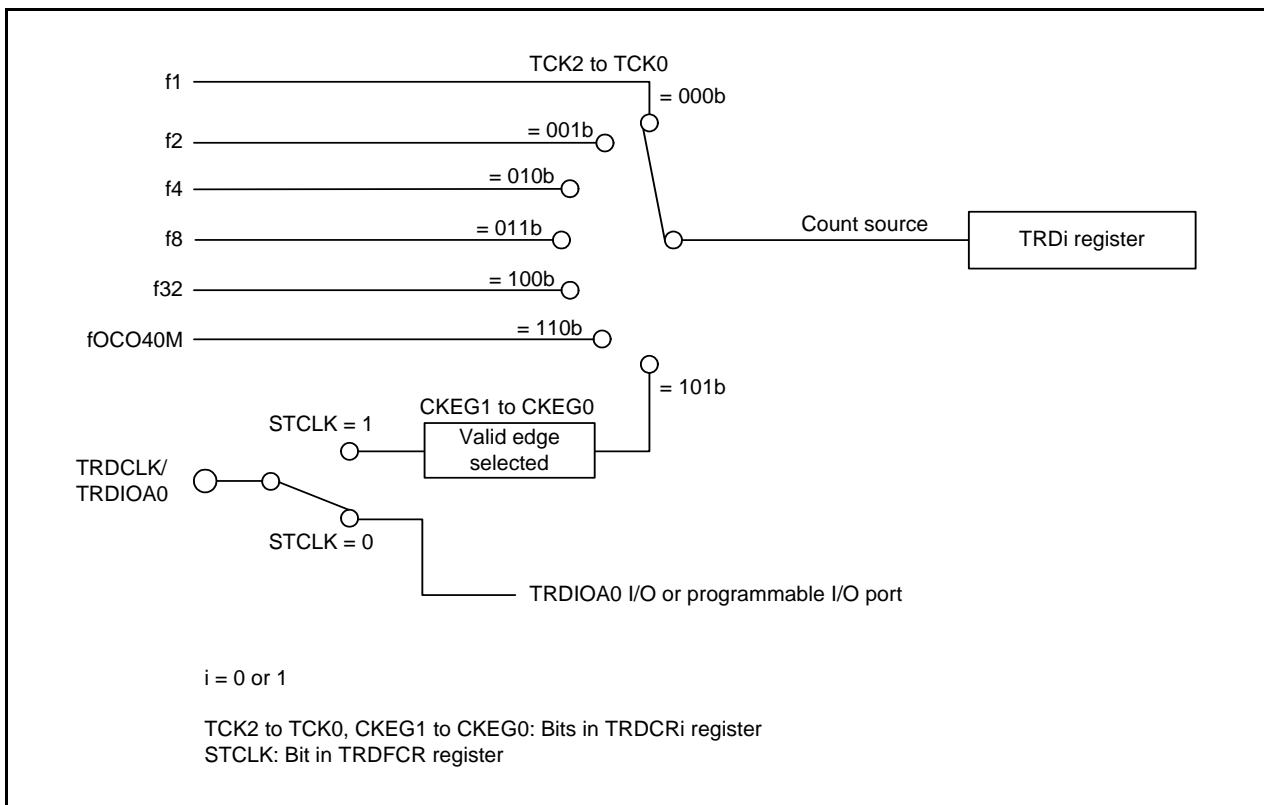 TCK2 to TCK0
f1
= 000b
f2
= 001b
f4
= 010b
f8
= 011b
Count source
TRDi register
f32
= 100b
fOCO40M
= 110b
= 101b
CKEG1 to CKEG0
STCLK = 1
Valid edge
selected
TRDCLK/
TRDIOA0
STCLK = 0
TRDIOA0 I/O or programmable I/O port
i = 0 or 1
TCK2 to TCK0, CKEG1 to CKEG0: Bits in TRDCRi register
STCLK: Bit in TRDFCR register